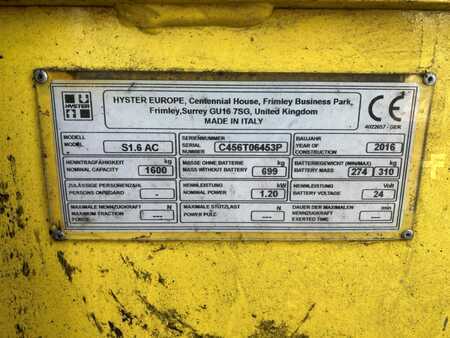 HYSTER
HYSTER EUROPE, Centennial House, Frimley Business Park,
Frimley, Surrey GU16 7SG, United Kingdom
MADE IN ITALY
CE
4022657 - GER
MODELL
MODEL
S1.6 AC
SERIENNUMMER
SERIAL
NUMBER
C456T06453P
BAUJAHR
YEAR OF
CONSTRUCTION
2016
NENNTRAGFÄHIGKEIT kg
NOMINAL CAPACITY
1600
MASSE OHNE BATTERIE kg
MASS WITHOUT BATTERY
699
BATTERIEGEWICHT (MIN/MAX) kg
BATTERY MASS
274 310
ZULÄSSIGE PERSONENZAHL
PERSONS ON BOARD
-
NENNLEISTUNG kW
NOMINAL POWER
1.20
NENNLEISTUNG Volt
BATTERY VOLTAGE
24
MAXIMALE NENNZUGKRAFT N
MAXIMUM TRACTION
FORCE
---
MAXIMALE STÜTZLAST N
POWER PULL
---
DAUER DER MAXIMALEN min
NENNZUGKRAFT
EXERTED TIME
---